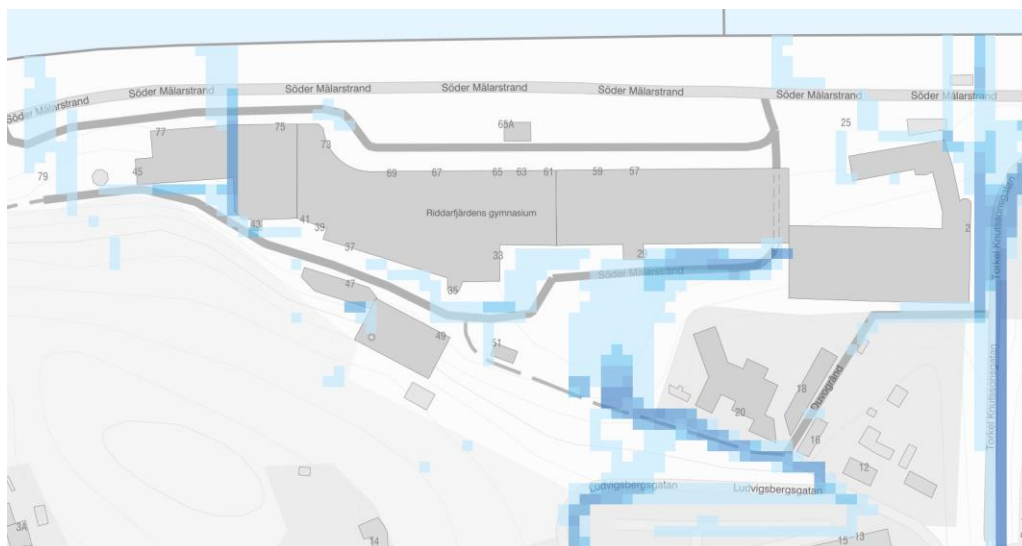 Söder Mälarstrand
Söder Mälarstrand
Söder Mälarstrand
Söder Mälarstrand
Söder Mälarstrand
Söder Mälarstrand
Söder Mälarstrand
77
75
73
65A
25
79
45
69
67
65
63
61
59
57
43
41
39
37
Riddarfjärdens gymnasium
33
29
Söder Mälarstrand
2
Torkel Knutssonsgatan
47
35
49
51
18
20
16
12
Duvogränd
Torkel Knutssonsgatan
Ludvigsbergsgatan
Ludvigsbergsgatan
3A
14
15
13